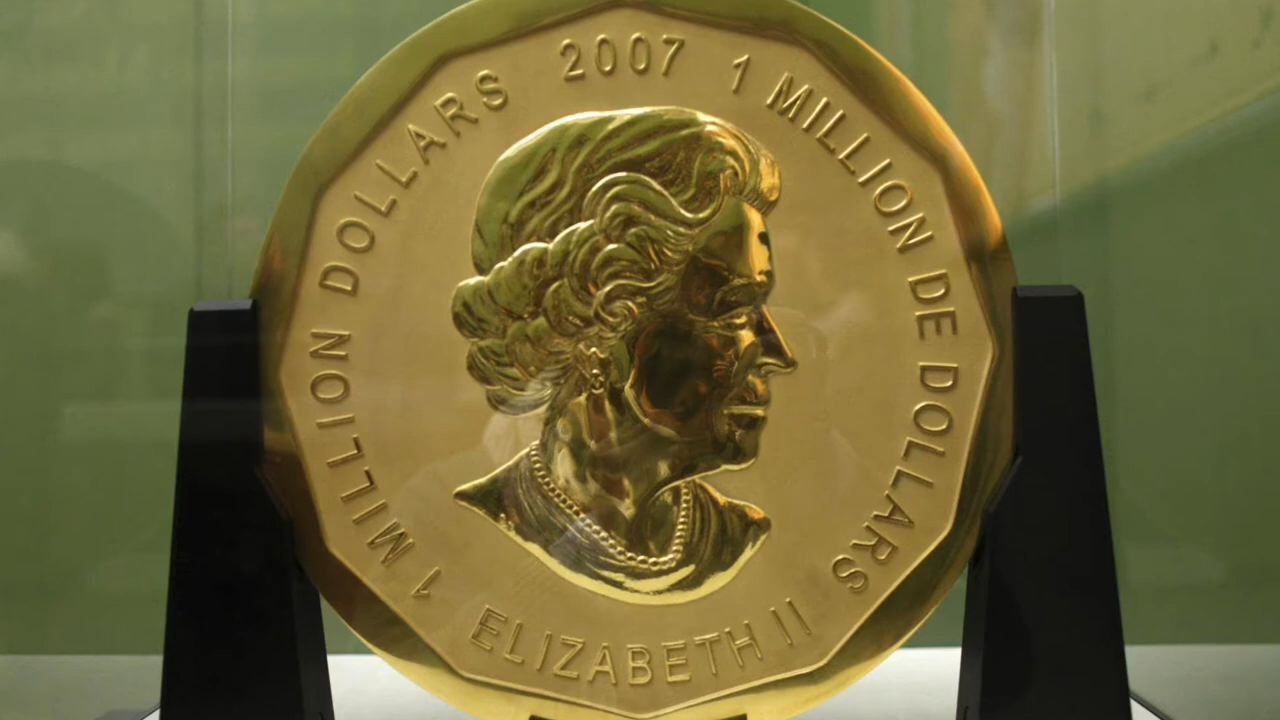 1 MILLION DOLLARS
2007
1 MILLION DE DOLLARS
ELIZABETH II